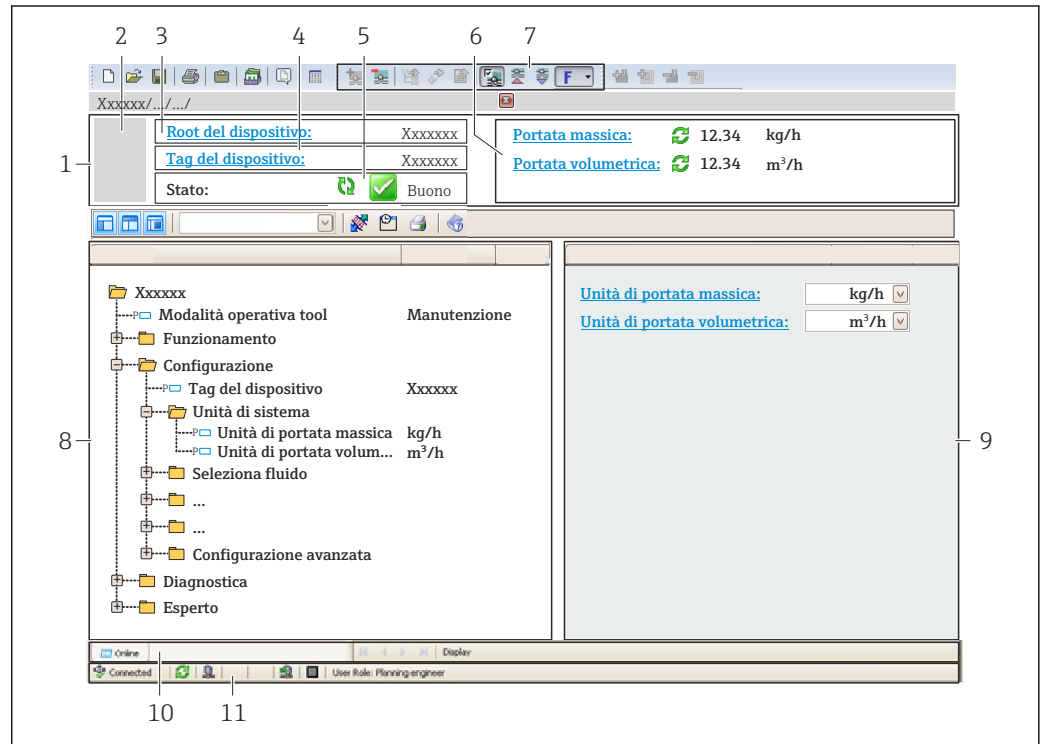 2 3 4 5 6 7
F
Xxxxxx/.../.../
1
Root del dispositivo: Xxxxxxx
Tag del dispositivo: Xxxxxxx
Stato: Buono
Portata massica: 12.34 kg/h
Portata volumetrica: 12.34 m³/h
Xxxxxx
P Modalità operativa tool Manutenzione
Funzionamento
Configurazione
P Tag del dispositivo Xxxxxx
Unità di sistema
P Unità di portata massica kg/h
P Unità di portata volum... m³/h
Seleziona fluido
...
...
Configurazione avanzata
Diagnostica
Esperto
8
Unità di portata massica: kg/h
Unità di portata volumetrica: m³/h
9
Online Display
Connected User Role: Planning engineer
10 11